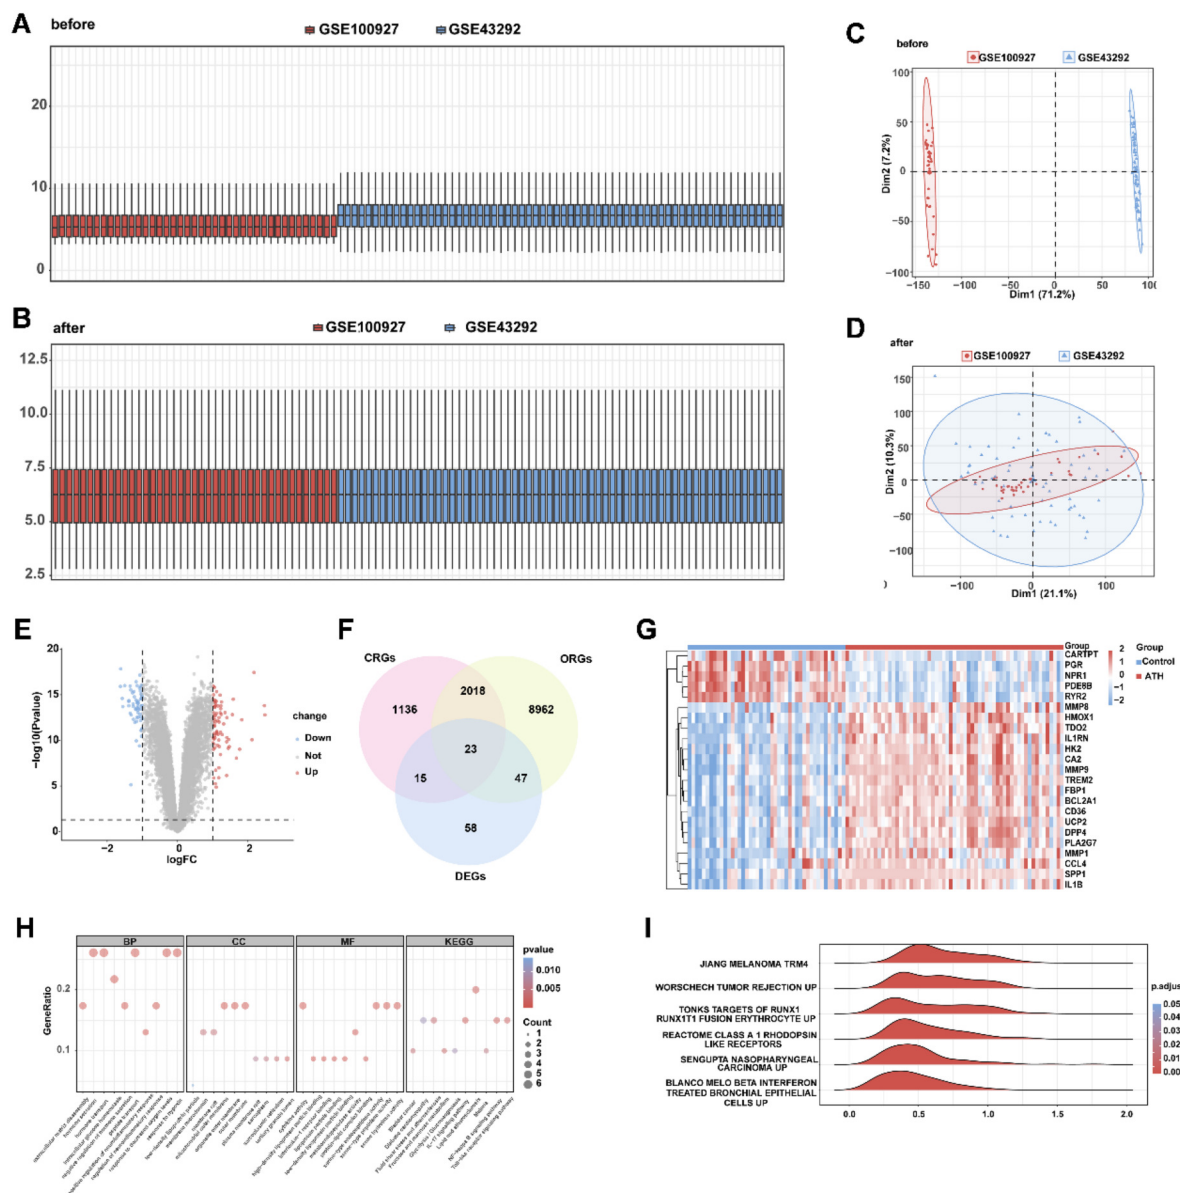 A
before
GSE100927 GSE43292
20
10
0
B
after
GSE100927 GSE43292
12.5
10.0
7.5
5.0
2.5
C
before
GSE100927 GSE43292
100
50
0
−50
−100
Dim2 (7.2%)
−150 −100 −50 0 50 100
Dim1 (71.2%)
D
after
GSE100927 GSE43292
150
100
50
0
−50
−100
Dim2 (10.3%)
−100 0 100
Dim1 (21.1%)
E
20
15
10
5
0
−log10(Pvalue)
−2 0 2
logFC
change
Down
Not
Up
F
CRGs
ORGs
2018
1136
8962
23
15
47
58
DEGs
G
Group
CARTPT
PGR
NPR1
PDE8B
RYR2
MMP8
HMOX1
TDO2
IL1RN
HK2
CA2
MMP9
TREM2
FBP1
BCL2A1
CD36
UCP2
DPP4
PLA2G7
MMP1
CCL4
SPP1
IL1B
2
1
0
−1
−2
Group
Control
ATH
H
BP CC MF KEGG
GeneRatio
0.2
0.1
pvalue
0.010
0.005
Count
1
2
3
4
5
6
I
JIANG MELANOMA TRM4
WORSCHECH TUMOR REJECTION UP
TONKS TARGETS OF RUNX1
RUNX1T1 FUSION ERYTHROCYTE UP
REACTOME CLASS A 1 RHODOPSIN
LIKE RECEPTORS
SENGUPTA NASOPHARYNGEAL
CARCINOMA UP
BLANCO MELO BETA INTERFERON
TREATED BRONCHIAL EPITHELIAL
CELLS UP
0.0 0.5 1.0 1.5 2.0
p.adjus
0.05
0.04
0.03
0.02
0.01
0.00